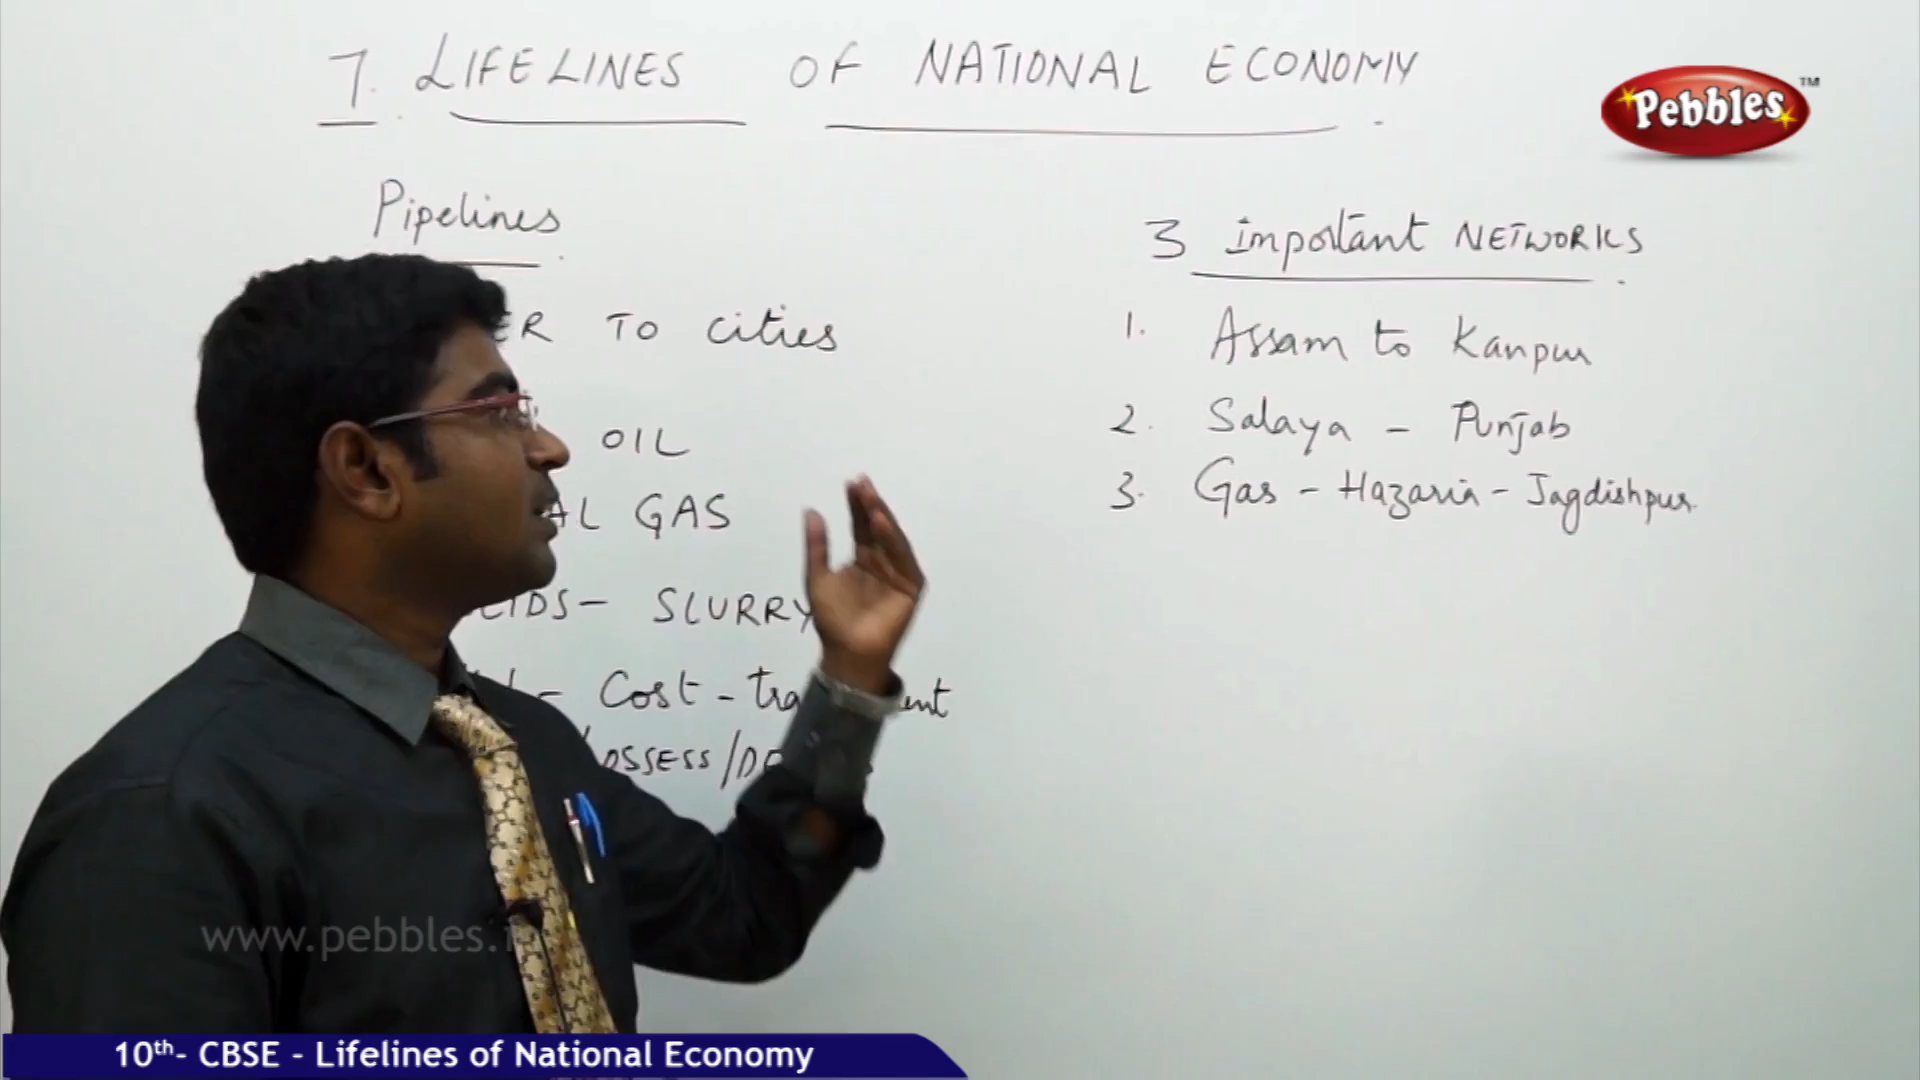 7. LIFELINES OF NATIONAL ECONOMY
Pebbles TM
Pipelines
TO cities
OIL
GAS
SLURRY
Cost -
3 Important NETWORKS
1. Assam to Kanpur
2. Salaya - Punjab
3. Gas - Hazaria - Jagdishpur.
www.pebbles.i
10th- CBSE - Lifelines of National Economy